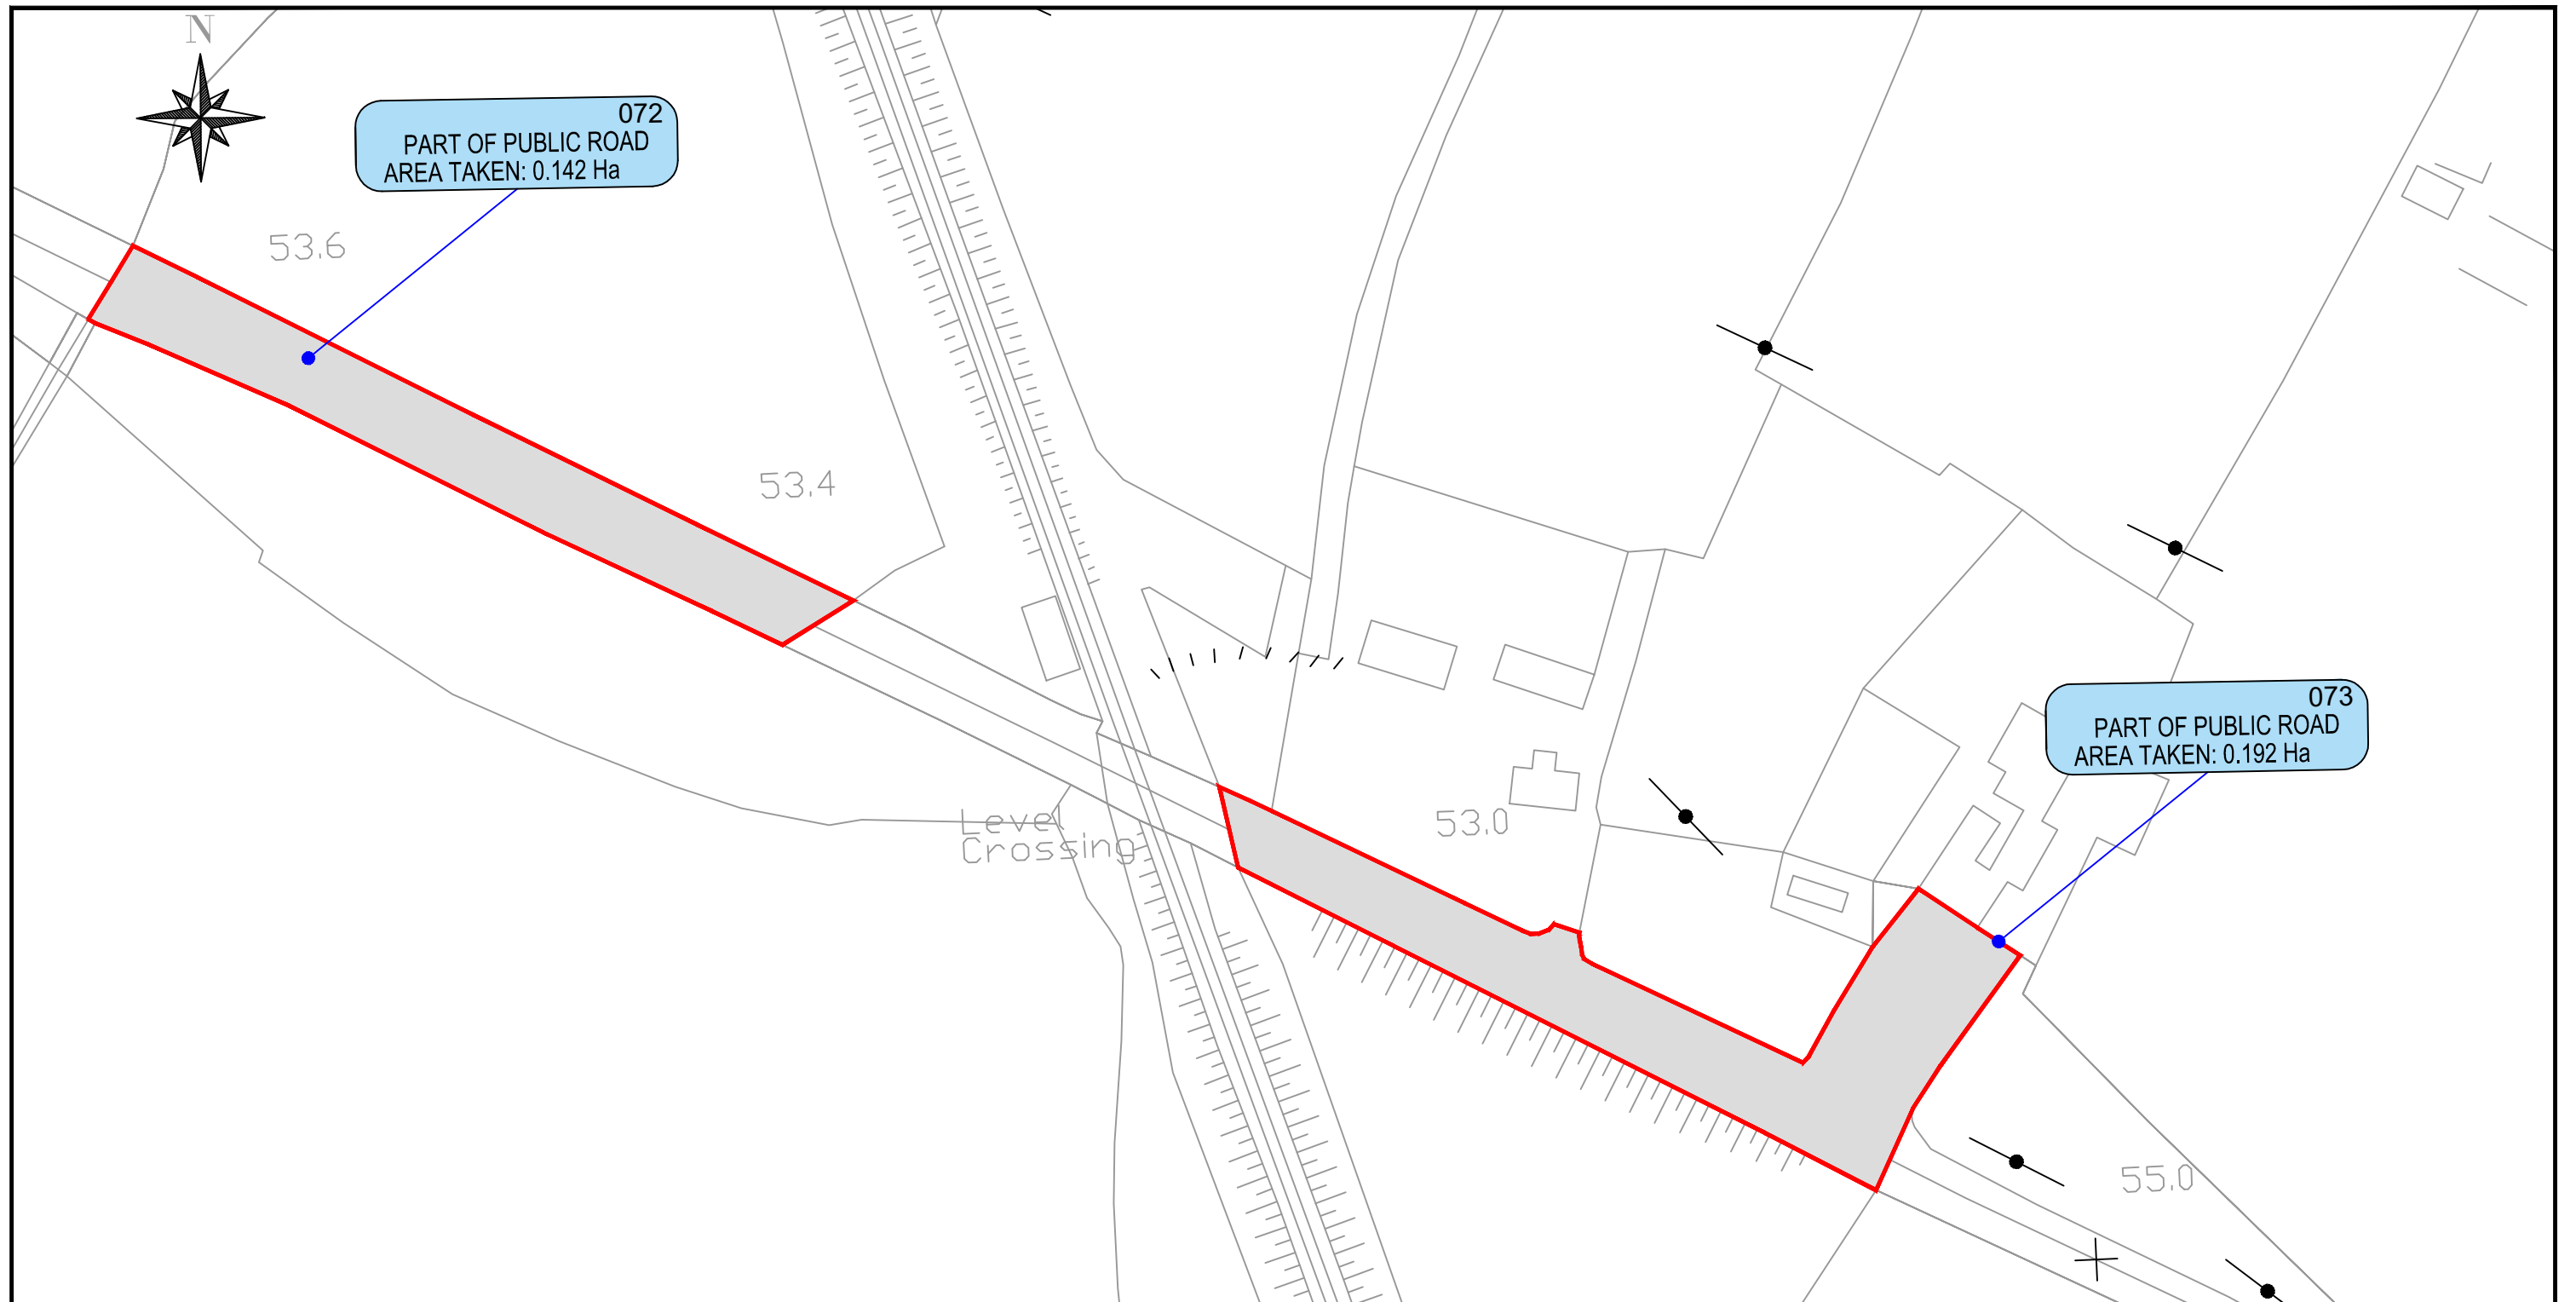 N
072
PART OF PUBLIC ROAD
AREA TAKEN: 0.142 Ha
53.6
53.4
073
PART OF PUBLIC ROAD
AREA TAKEN: 0.192 Ha
53.0
Level
Crossing
55.0